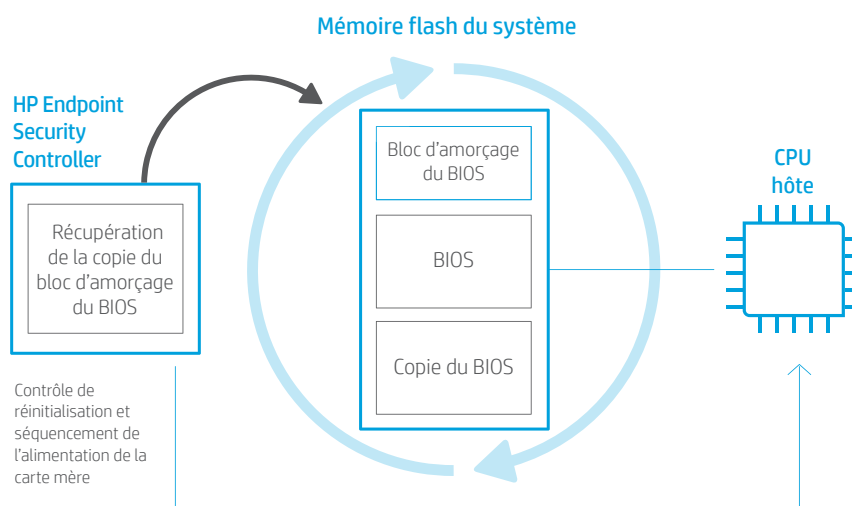 Mémoire flash du système
HP Endpoint
Security
Controller
Récupération
de la copie du
bloc d'amorçage
du BIOS
Contrôle de
réinitialisation et
séquencement de
l'alimentation de la
carte mère
Bloc d'amorçage
du BIOS
BIOS
Copie du BIOS
CPU
hôte